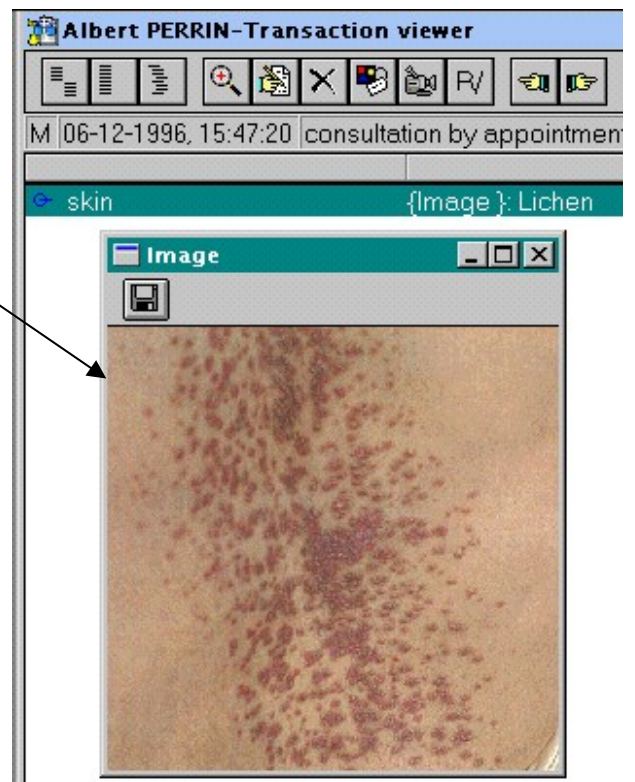 Albert PERRIN-Transaction viewer
R/
M 06-12-1996, 15:47:20 consultation by appointment
skin {Image }: Lichen
Image